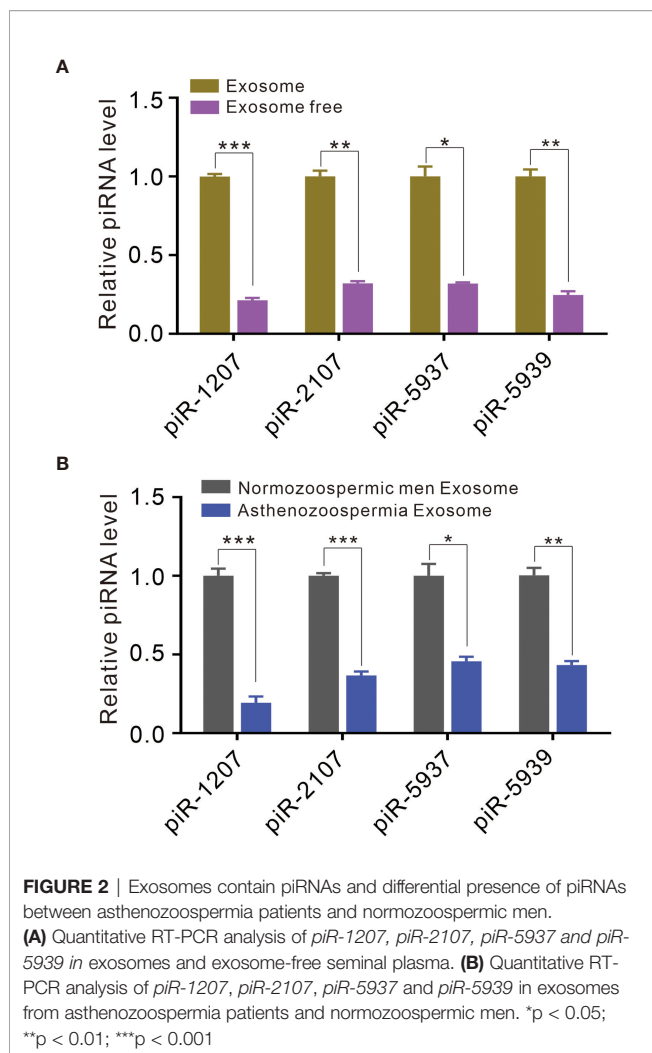 A
Exosome
Exosome free
Relative piRNA level
1.5
1.0
0.5
0.0
***
**
*
**
piR-1207
piR-2107
piR-5937
piR-5939
B
Normozoospermic men Exosome
Asthenozoospermia Exosome
Relative piRNA level
1.5
1.0
0.5
0.0
***
***
*
**
piR-1207
piR-2107
piR-5937
piR-5939
FIGURE 2 | Exosomes contain piRNAs and differential presence of piRNAs
between asthenozoospermia patients and normozoospermic men.
(A) Quantitative RT-PCR analysis of piR-1207, piR-2107, piR-5937 and piR-
5939 in exosomes and exosome-free seminal plasma. (B) Quantitative RT-
PCR analysis of piR-1207, piR-2107, piR-5937 and piR-5939 in exosomes
from asthenozoospermia patients and normozoospermic men. *p < 0.05;
**p < 0.01; ***p < 0.001